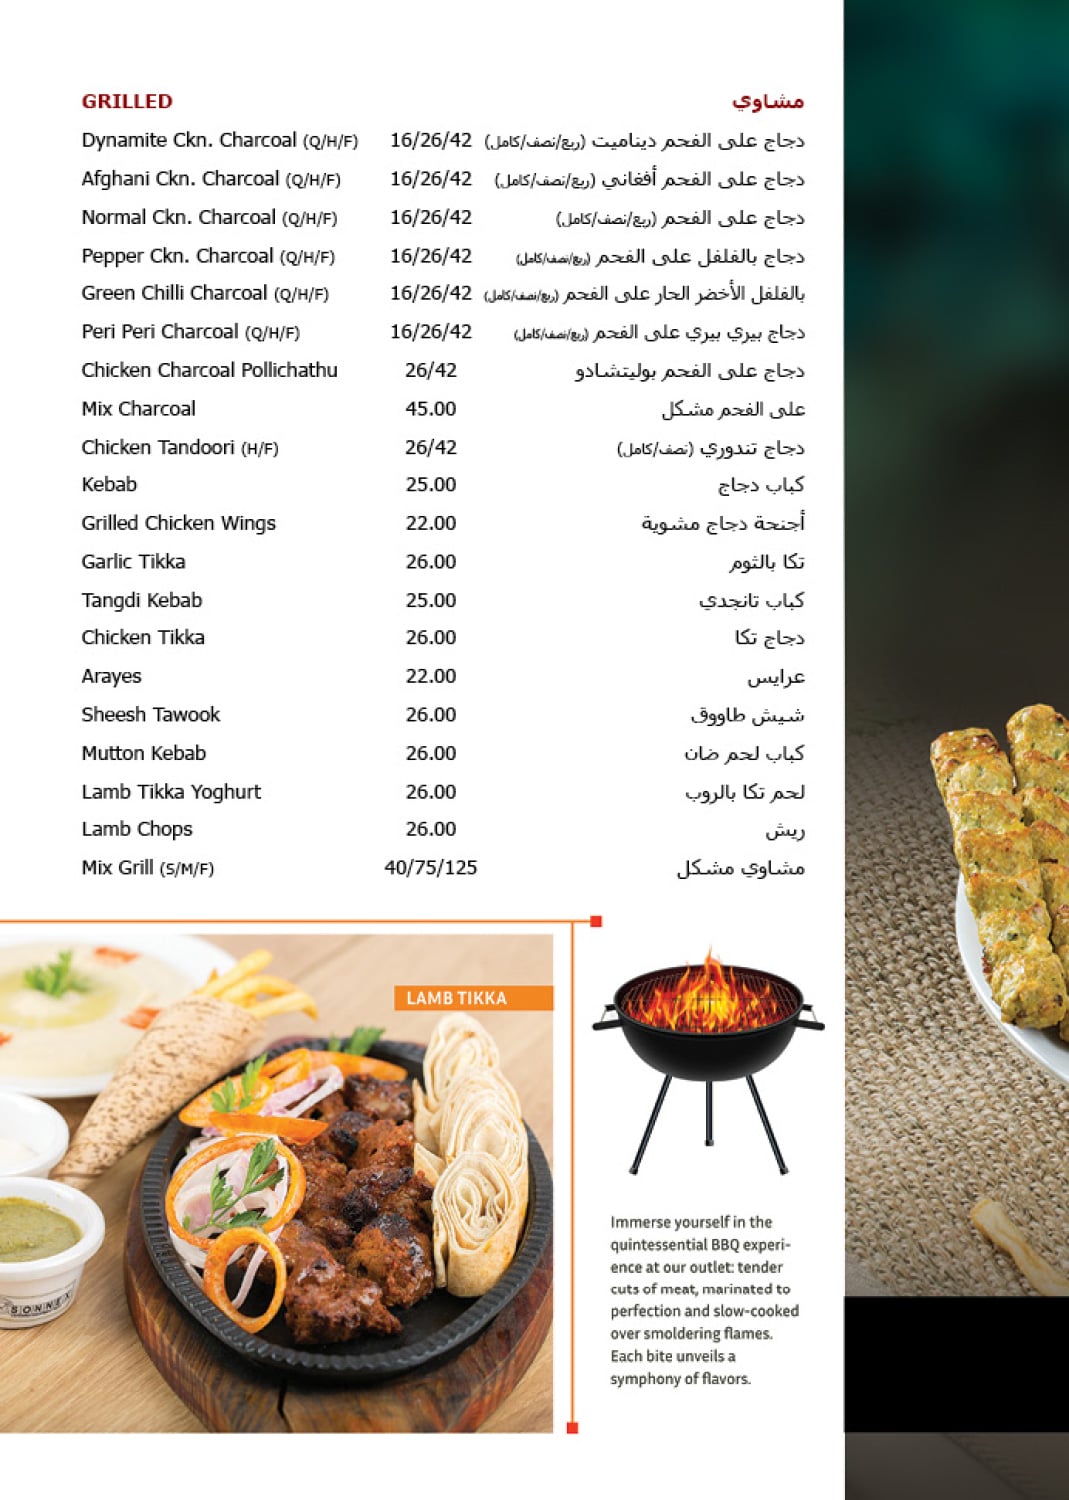 GRILLED مشاوي
Dynamite Ckn. Charcoal (Q/H/F) 16/26/42 دجاج على الفحم ديناميت (ربع/نصف/كامل)
Afghani Ckn. Charcoal (Q/H/F) 16/26/42 دجاج على الفحم أفغاني (ربع/نصف/كامل)
Normal Ckn. Charcoal (Q/H/F) 16/26/42 دجاج على الفحم (ربع/نصف/كامل)
Pepper Ckn. Charcoal (Q/H/F) 16/26/42 دجاج بالفلفل على الفحم (ربع/نصف/كامل)
Green Chilli Charcoal (Q/H/F) 16/26/42 بالفلفل الأخضر الحار على الفحم (ربع/نصف/كامل)
Peri Peri Charcoal (Q/H/F) 16/26/42 دجاج بيري بيري على الفحم (ربع/نصف/كامل)
Chicken Charcoal Pollichathu 26/42 دجاج على الفحم بوليتشادو
Mix Charcoal 45.00 على الفحم مشكل
Chicken Tandoori (H/F) 26/42 دجاج تندوري (نصف/كامل)
Kebab 25.00 كباب دجاج
Grilled Chicken Wings 22.00 أجنحة دجاج مشوية
Garlic Tikka 26.00 تكا بالثوم
Tangdi Kebab 25.00 كباب تانجدي
Chicken Tikka 26.00 دجاج تكا
Arayes 22.00 عرايس
Sheesh Tawook 26.00 شيش طاووق
Mutton Kebab 26.00 كباب لحم ضان
Lamb Tikka Yoghurt 26.00 لحم تكا بالروب
Lamb Chops 26.00 ريش
Mix Grill (S/M/F) 40/75/125 مشاوي مشكل
LAMB TIKKA
SONNEX
Immerse yourself in the
quintessential BBQ experi-
ence at our outlet: tender
cuts of meat, marinated to
perfection and slow-cooked
over smoldering flames.
Each bite unveils a
symphony of flavors.